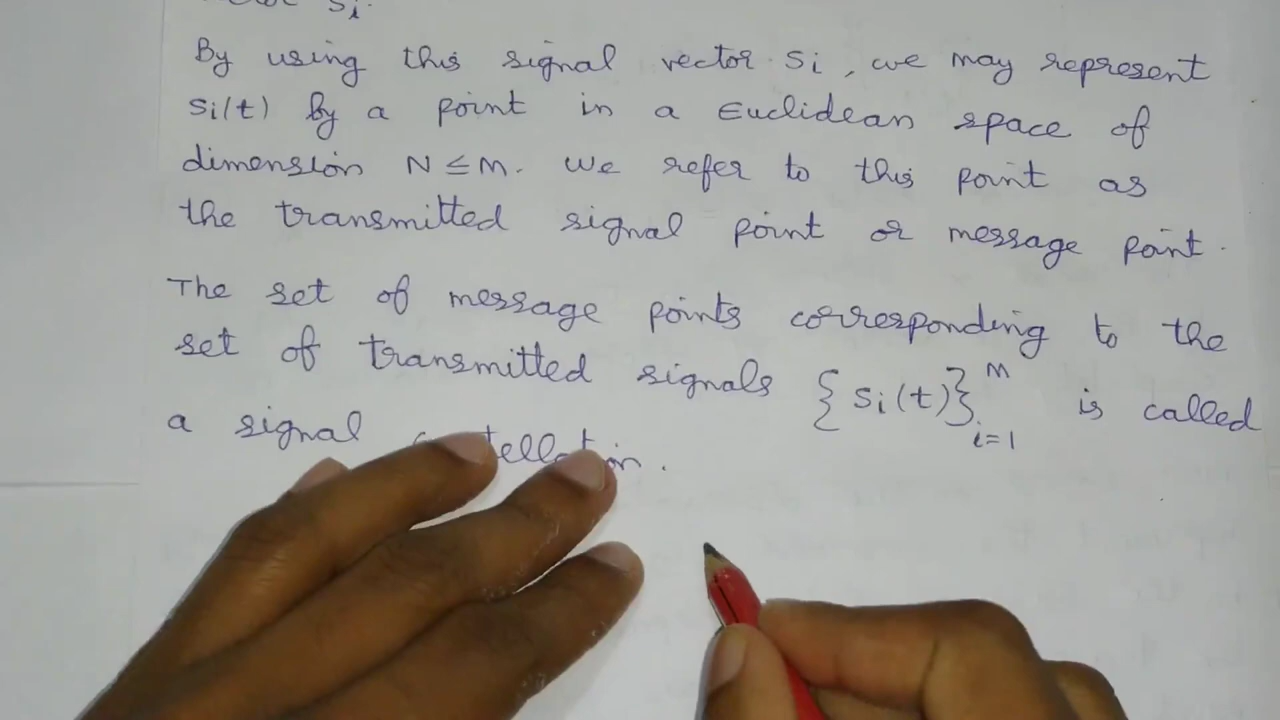 si.
By using this signal vector si, we may represent
si(t) by a point in a Euclidean space of
dimension N ≤ M. We refer to this point as
the transmitted signal point or message point.
The set of message points corresponding to the
set of transmitted signals {si(t)}ᴹᵢ₌₁ is called
a signal